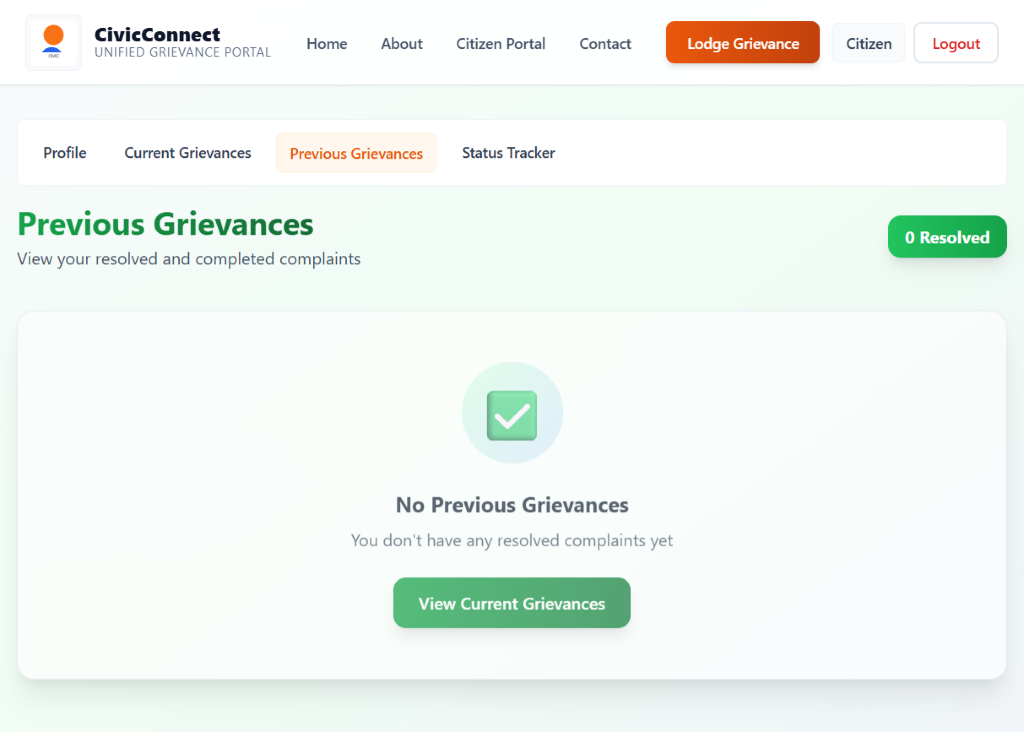 CivicConnect
UNIFIED GRIEVANCE PORTAL
Home
About
Citizen Portal
Contact
Lodge Grievance
Citizen
Logout
Profile
Current Grievances
Previous Grievances
Status Tracker
Previous Grievances
View your resolved and completed complaints
0 Resolved
No Previous Grievances
You don't have any resolved complaints yet
View Current Grievances